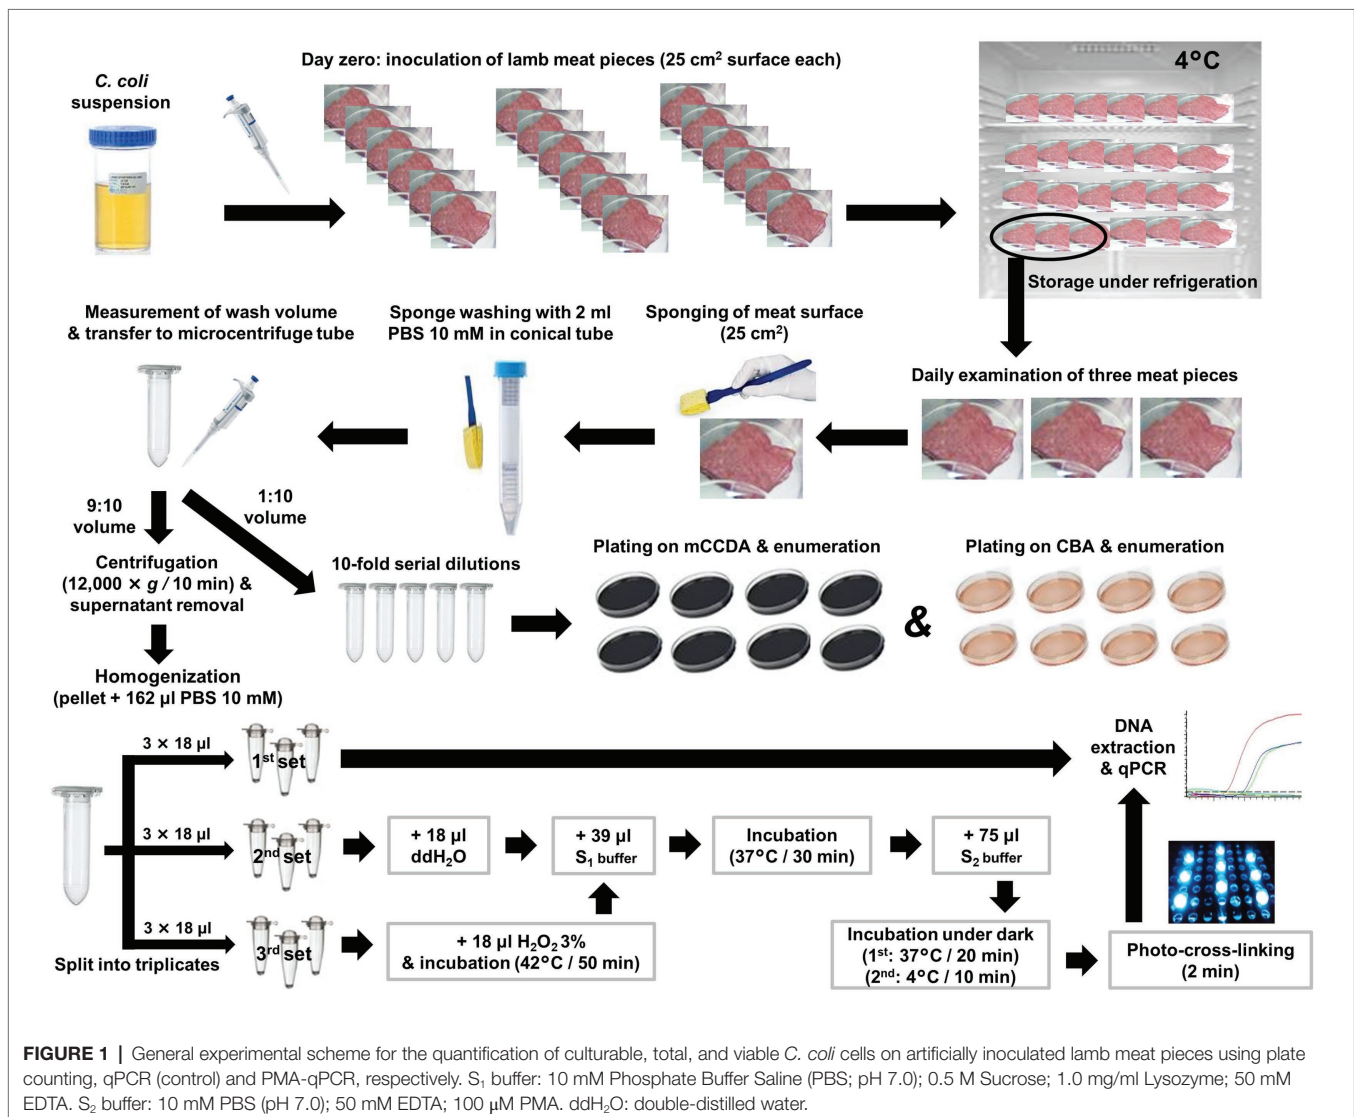 Day zero: inoculation of lamb meat pieces (25 cm² surface each)
C. coli
suspension
4°C
Storage under refrigeration
Measurement of wash volume
& transfer to microcentrifuge tube
Sponge washing with 2 ml
PBS 10 mM in conical tube
Sponging of meat surface
(25 cm²)
Daily examination of three meat pieces
9:10
volume
1:10
volume
Centrifugation
(12,000 × g / 10 min) &
supernatant removal
10-fold serial dilutions
Plating on mCCDA & enumeration
&
Plating on CBA & enumeration
Homogenization
(pellet + 162 µl PBS 10 mM)
3 × 18 µl
1st set
DNA
extraction
& qPCR
3 × 18 µl
2nd set
+ 18 µl
ddH₂O
+ 39 µl
S₁ buffer
Incubation
(37°C / 30 min)
+ 75 µl
S₂ buffer
3 × 18 µl
3rd set
Split into triplicates
+ 18 µl H₂O₂ 3%
& incubation (42°C / 50 min)
Incubation under dark
(1st: 37°C / 20 min)
(2nd: 4°C / 10 min)
Photo-cross-linking
(2 min)
FIGURE 1 | General experimental scheme for the quantification of culturable, total, and viable C. coli cells on artificially inoculated lamb meat pieces using plate
counting, qPCR (control) and PMA-qPCR, respectively. S₁ buffer: 10 mM Phosphate Buffer Saline (PBS; pH 7.0); 0.5 M Sucrose; 1.0 mg/ml Lysozyme; 50 mM
EDTA. S₂ buffer: 10 mM PBS (pH 7.0); 50 mM EDTA; 100 µM PMA. ddH₂O: double-distilled water.